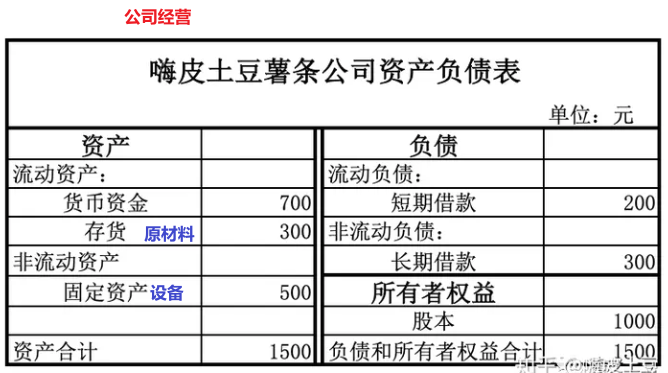 公司经营
嗨皮土豆薯条公司资产负债表
单位：元
资产 负债
流动资产： 流动负债：
货币资金 700 短期借款 200
存货 原材料 300 非流动负债：
非流动资产 长期借款 300
固定资产设备 500 所有者权益
股本 1000
资产合计 1500 负债和所有者权益合计 1500
知乎 @嗨皮土豆